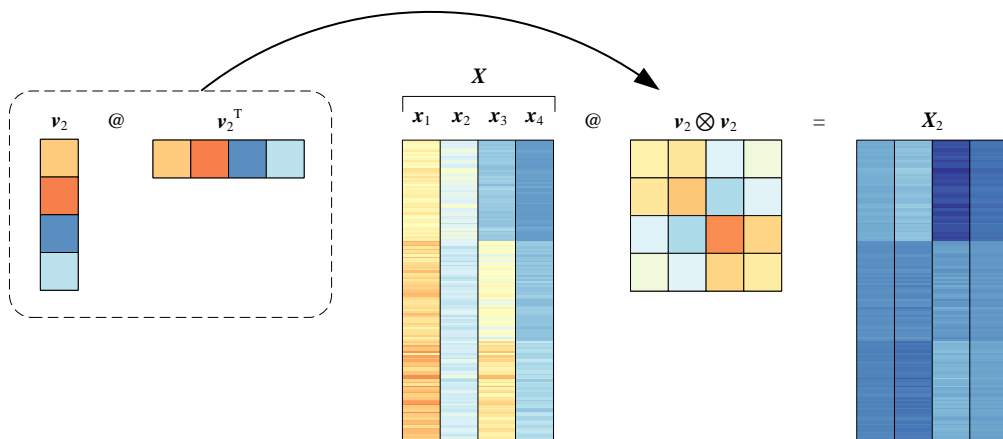 X
v₂ @ v₂ᵀ x₁ x₂ x₃ x₄ @ v₂ ⊗ v₂ = X₂